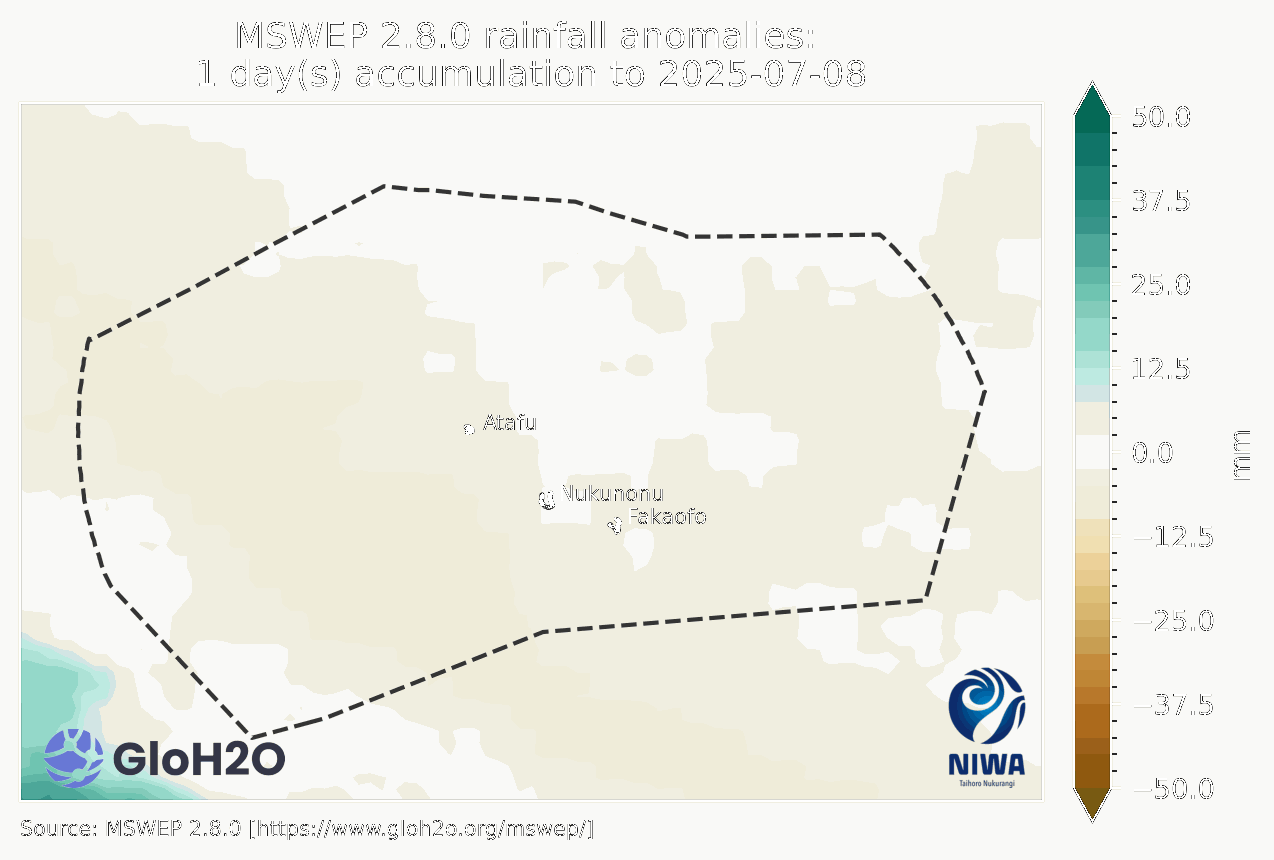 MSWEP 2.8.0 rainfall anomalies:
1 day(s) accumulation to 2025-07-08
50.0
37.5
25.0
12.5
0.0
−12.5
−25.0
−37.5
−50.0
mm
Atafu
Nukunonu
Fakaofo
GloH2O
NIWA
Taihoro Nukurangi
Source: MSWEP 2.8.0 [https://www.gloh2o.org/mswep/]